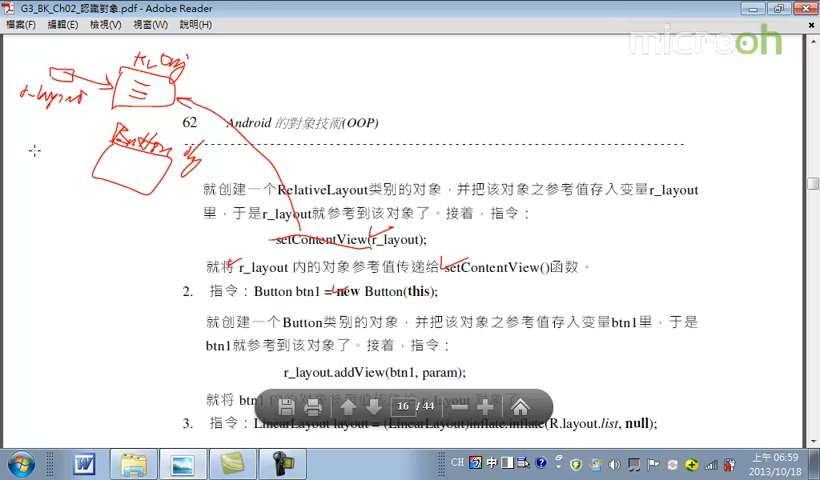 G3_BK_Ch02_認識對象.pdf - Adobe Reader
檔案(F) 編輯(E) 檢視(V) 視窗(W) 說明(H)
microoh
r-layout
Button
62 Android 的對象技術(OOP)
就创建一个RelativeLayout类别的对象，并把该对象之参考值存入变量r_layout
里，于是r_layout就参考到该对象了。接着，指令：
setContentView(r_layout);
就将 r_layout 内的对象参考值传递给 setContentView()函数。
2. 指令：Button btn1 = new Button(this);
就创建一个Button类别的对象，并把该对象之参考值存入变量btn1里，于是
btn1就参考到该对象了。接着，指令：
r_layout.addView(btn1, param);
就将 btn1
16 / 44
3. 指令：LinearLayout layout = (LinearLayout)inflate.inflate(R.layout.list, null);
CH 中
上午 06:59
2013/10/18